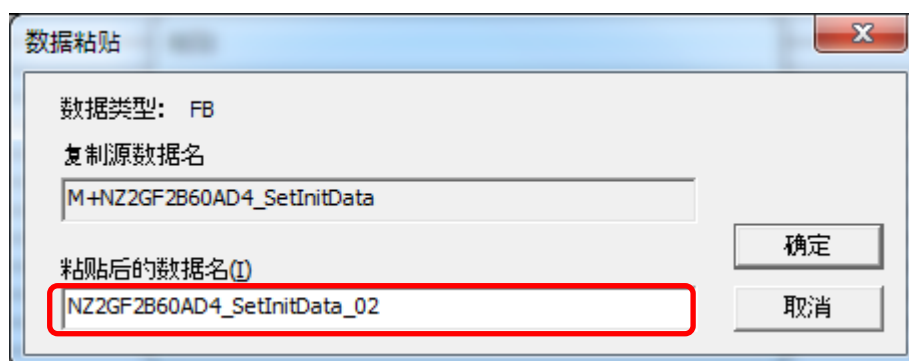 数据粘贴
数据类型: FB
复制源数据名
M+NZ2GF2B60AD4_SetInitData
粘贴后的数据名(I)
NZ2GF2B60AD4_SetInitData_02
确定
取消